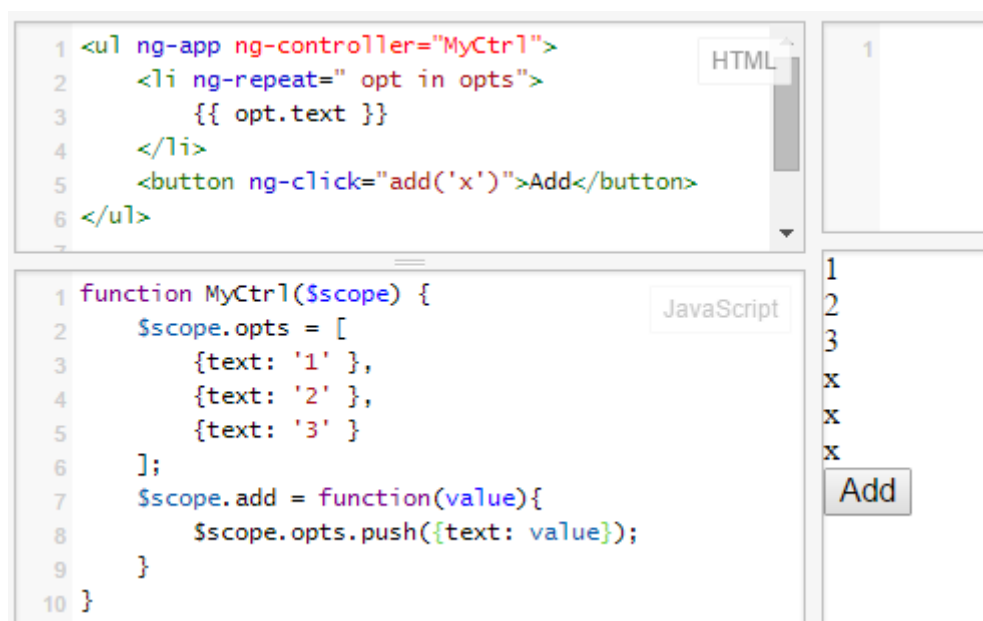 1 <ul ng-app ng-controller="MyCtrl">
2     <li ng-repeat=" opt in opts">
3         {{ opt.text }}
4     </li>
5     <button ng-click="add('x')">Add</button>
6 </ul>
7
HTML
1 function MyCtrl($scope) {
2     $scope.opts = [
3         {text: '1' },
4         {text: '2' },
5         {text: '3' }
6     ];
7     $scope.add = function(value){
8         $scope.opts.push({text: value});
9     }
10 }
JavaScript
1
1
2
3
x
x
x
Add